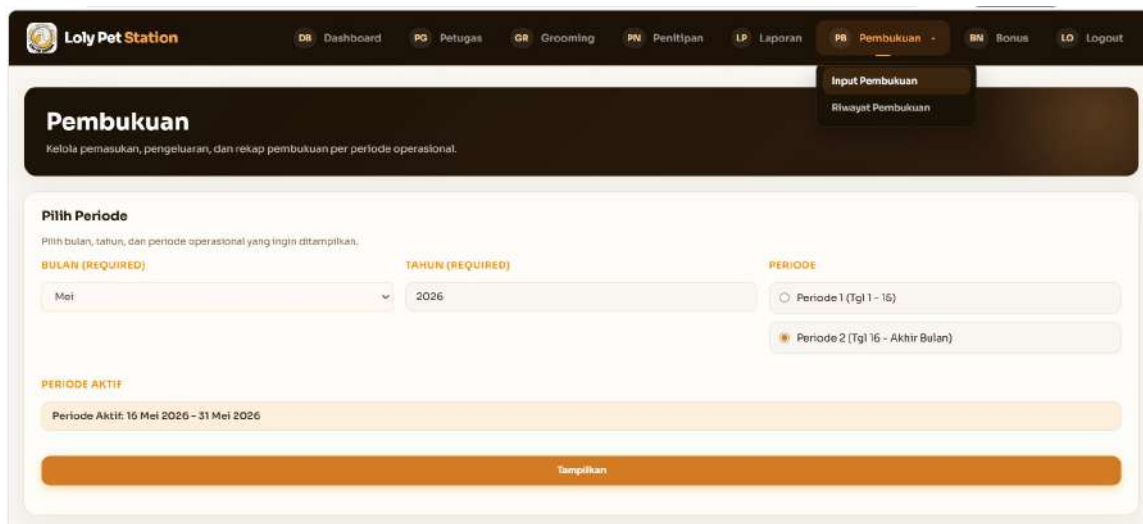 Loly Pet Station
DB Dashboard PG Petugas GR Grooming PN Penitipan LP Laporan PB Pembukuan BN Bonus LO Logout
Input Pembukuan
Riwayat Pembukuan
Pembukuan
Kelola pemasukan, pengeluaran, dan rekap pembukuan per periode operasional.
Pilih Periode
Pilih bulan, tahun, dan periode operasional yang ingin ditampilkan.
BULAN (REQUIRED) TAHUN (REQUIRED) PERIODE
Mei 2026 Periode 1 (Tgl 1 - 15)
Periode 2 (Tgl 16 - Akhir Bulan)
PERIODE AKTIF
Periode Aktif: 16 Mei 2026 - 31 Mei 2026
Tampilkan